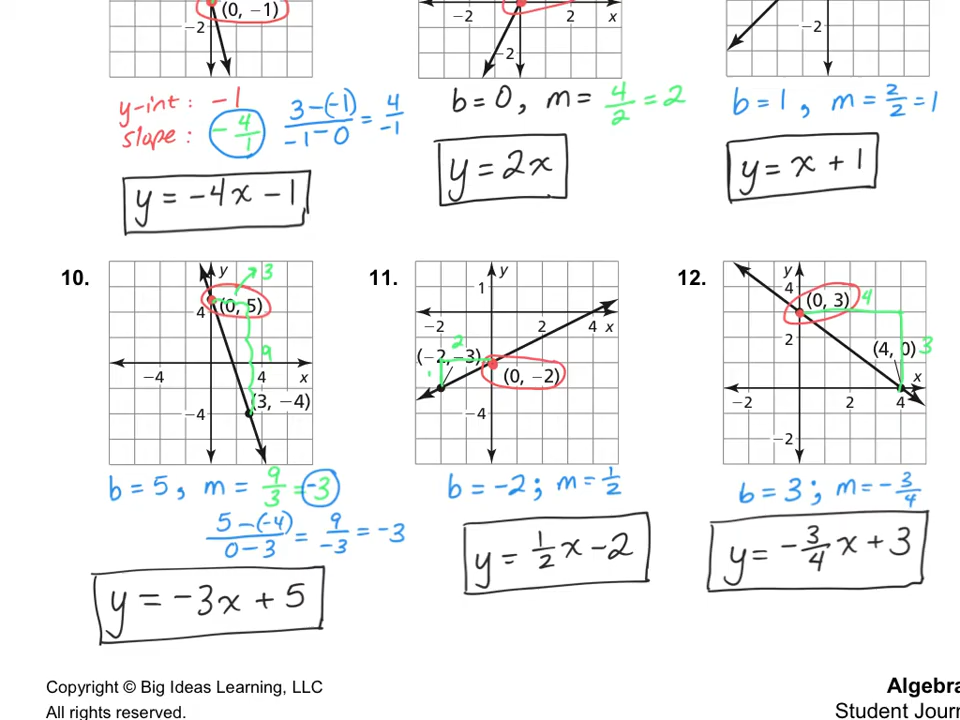 (0, −1)
−2
−2 2 x
−2
−2
y-int : −1
slope : − 4/1
3−(−1)/−1−0 = 4/−1
y = −4x − 1
b = 0, m = 4/2 = 2
y = 2x
b = 1, m = 2/2 = 1
y = x + 1
10.
y
3
4
(0, 5)
9
−4 4 x
−4
(3, −4)
b = 5, m = 9/3 = −3
5−(−4)/0−3 = 9/−3 = −3
y = −3x + 5
11.
y
1
−2 2 4 x
2
(−2, −3)
(0, −2)
−4
b = −2; m = 1/2
y = 1/2x − 2
12.
y
4
(0, 3)
4
2
(4, 0)
3
x
−2 2 4
−2
b = 3; m = −3/4
y = −3/4x + 3
Copyright © Big Ideas Learning, LLC
All rights reserved.
Algebra
Student Journ